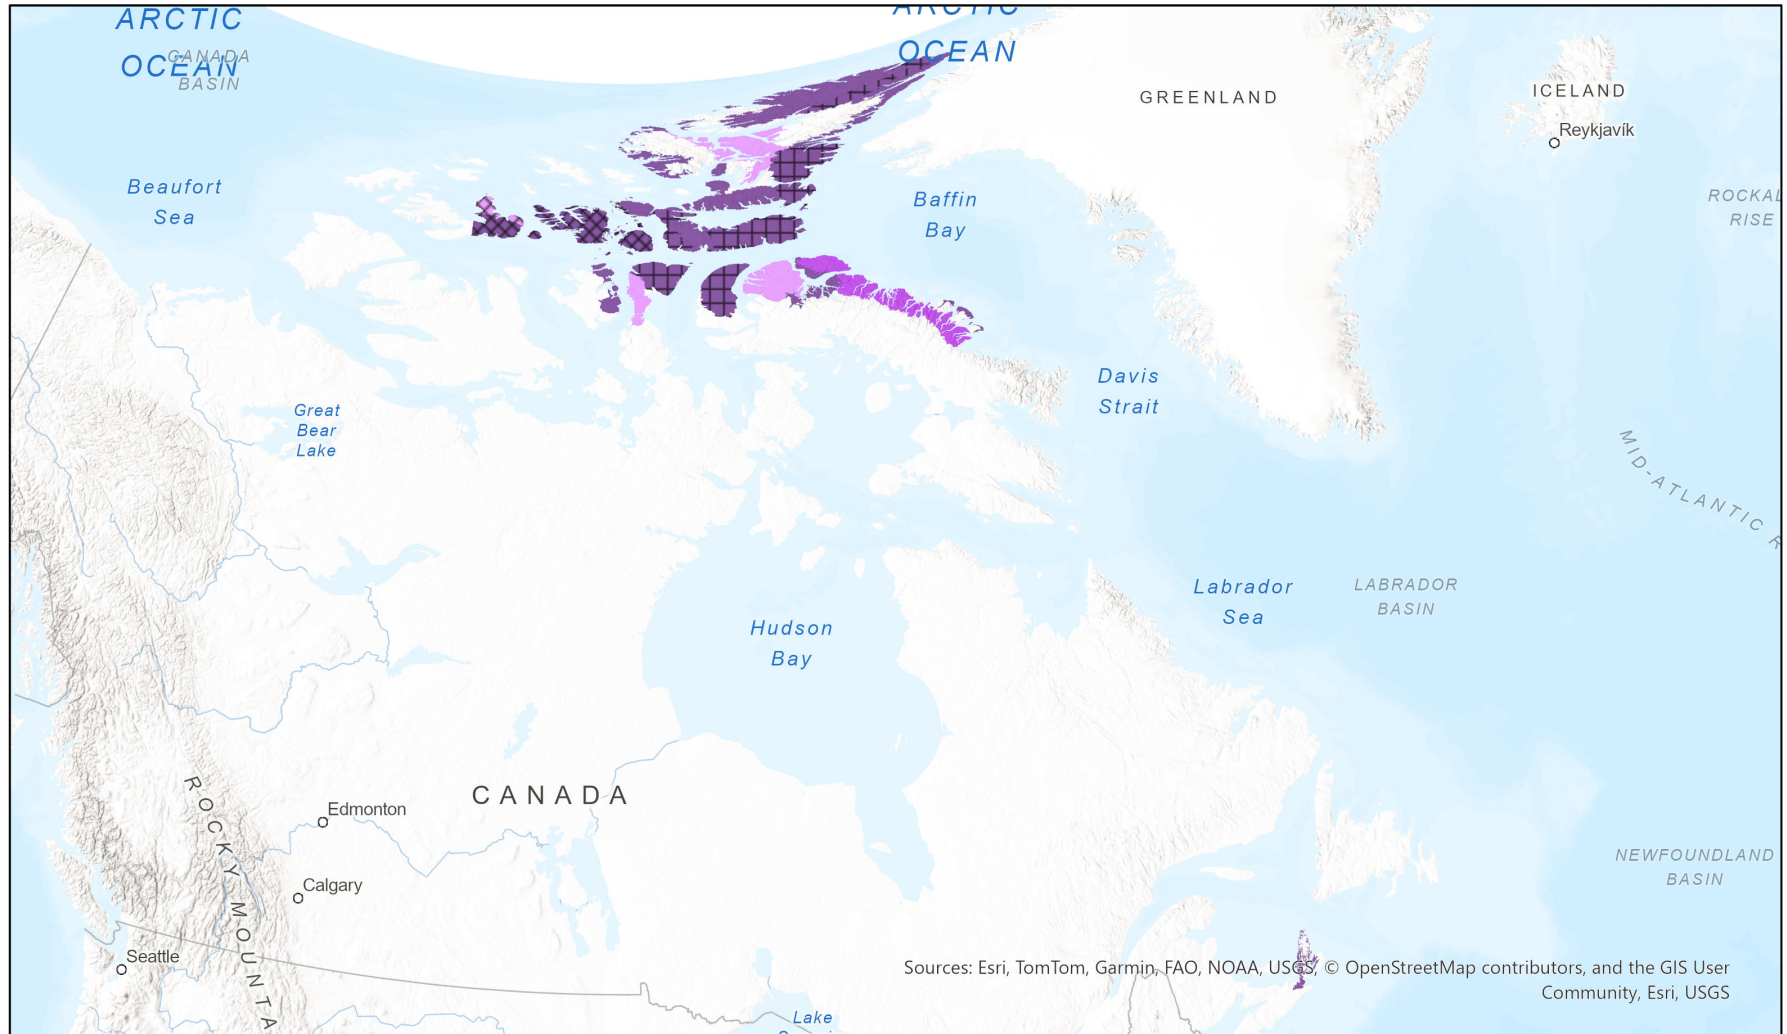 ARCTIC
OCEAN
CANADA
BASIN
ARCTIC
OCEAN
GREENLAND
ICELAND
Reykjavík
Beaufort
Sea
Baffin
Bay
ROCKAL
RISE
Davis
Strait
Great
Bear
Lake
MID-ATLANTIC R
Labrador
Sea
LABRADOR
BASIN
Hudson
Bay
CANADA
Edmonton
Calgary
ROCKY MOUNTA
Seattle
NEWFOUNDLAND
BASIN
Sources: Esri, TomTom, Garmin, FAO, NOAA, USGS, © OpenStreetMap contributors, and the GIS User
Community, Esri, USGS
Lake